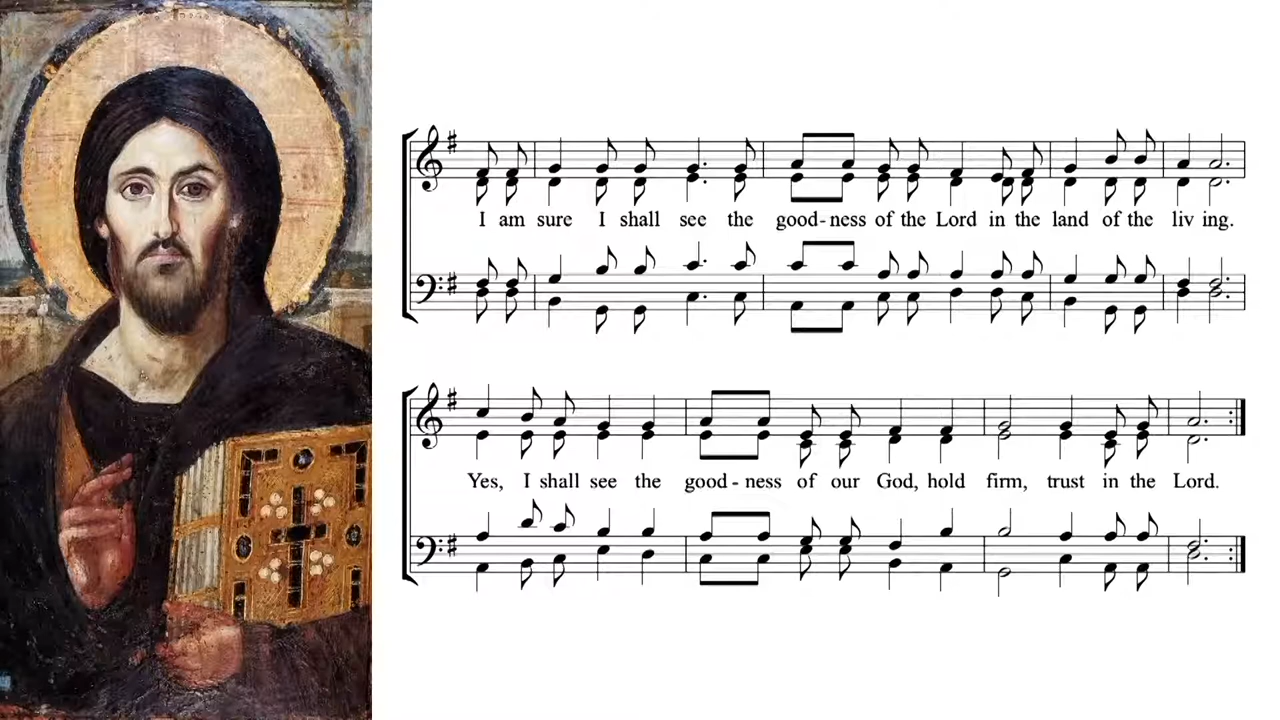 I am sure I shall see the good-ness of the Lord in the land of the liv ing.
Yes, I shall see the good - ness of our God, hold firm, trust in the Lord.